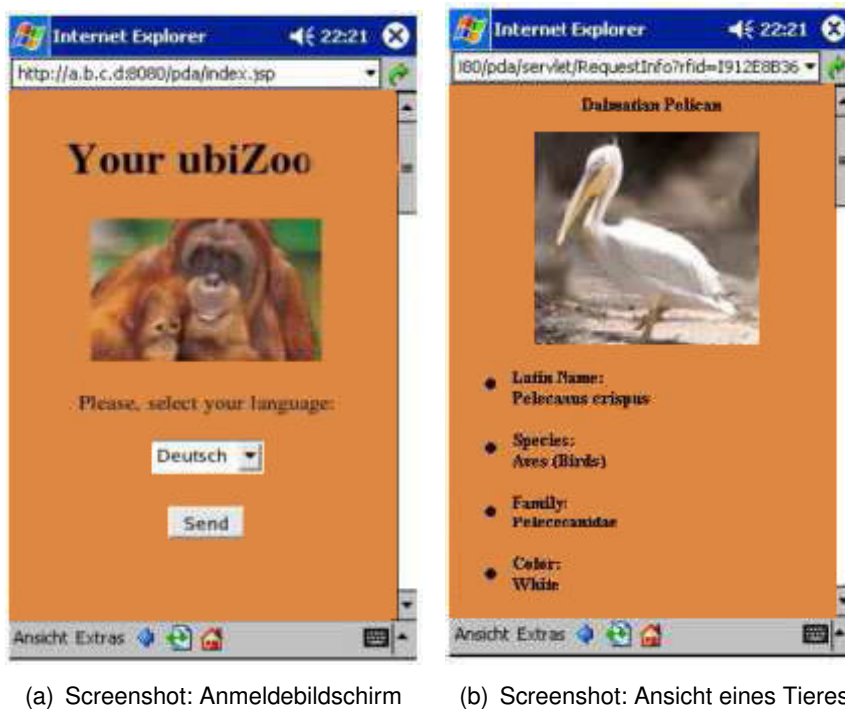 Internet Explorer 22:21
http://a.b.c.d:8080/pda/index.jsp
Your ubiZoo
Please, select your language:
Deutsch
Send
Ansicht Extras
(a) Screenshot: Anmeldebildschirm
Internet Explorer 22:21
80/pda/servlet/RequestInfo?rfid=I912E8B36
Dalmatian Pelican
Latin Name:
Pelecanus crispus
Species:
Aves (Birds)
Family:
Color:
White
Ansicht Extras
(b) Screenshot: Ansicht eines Tieres